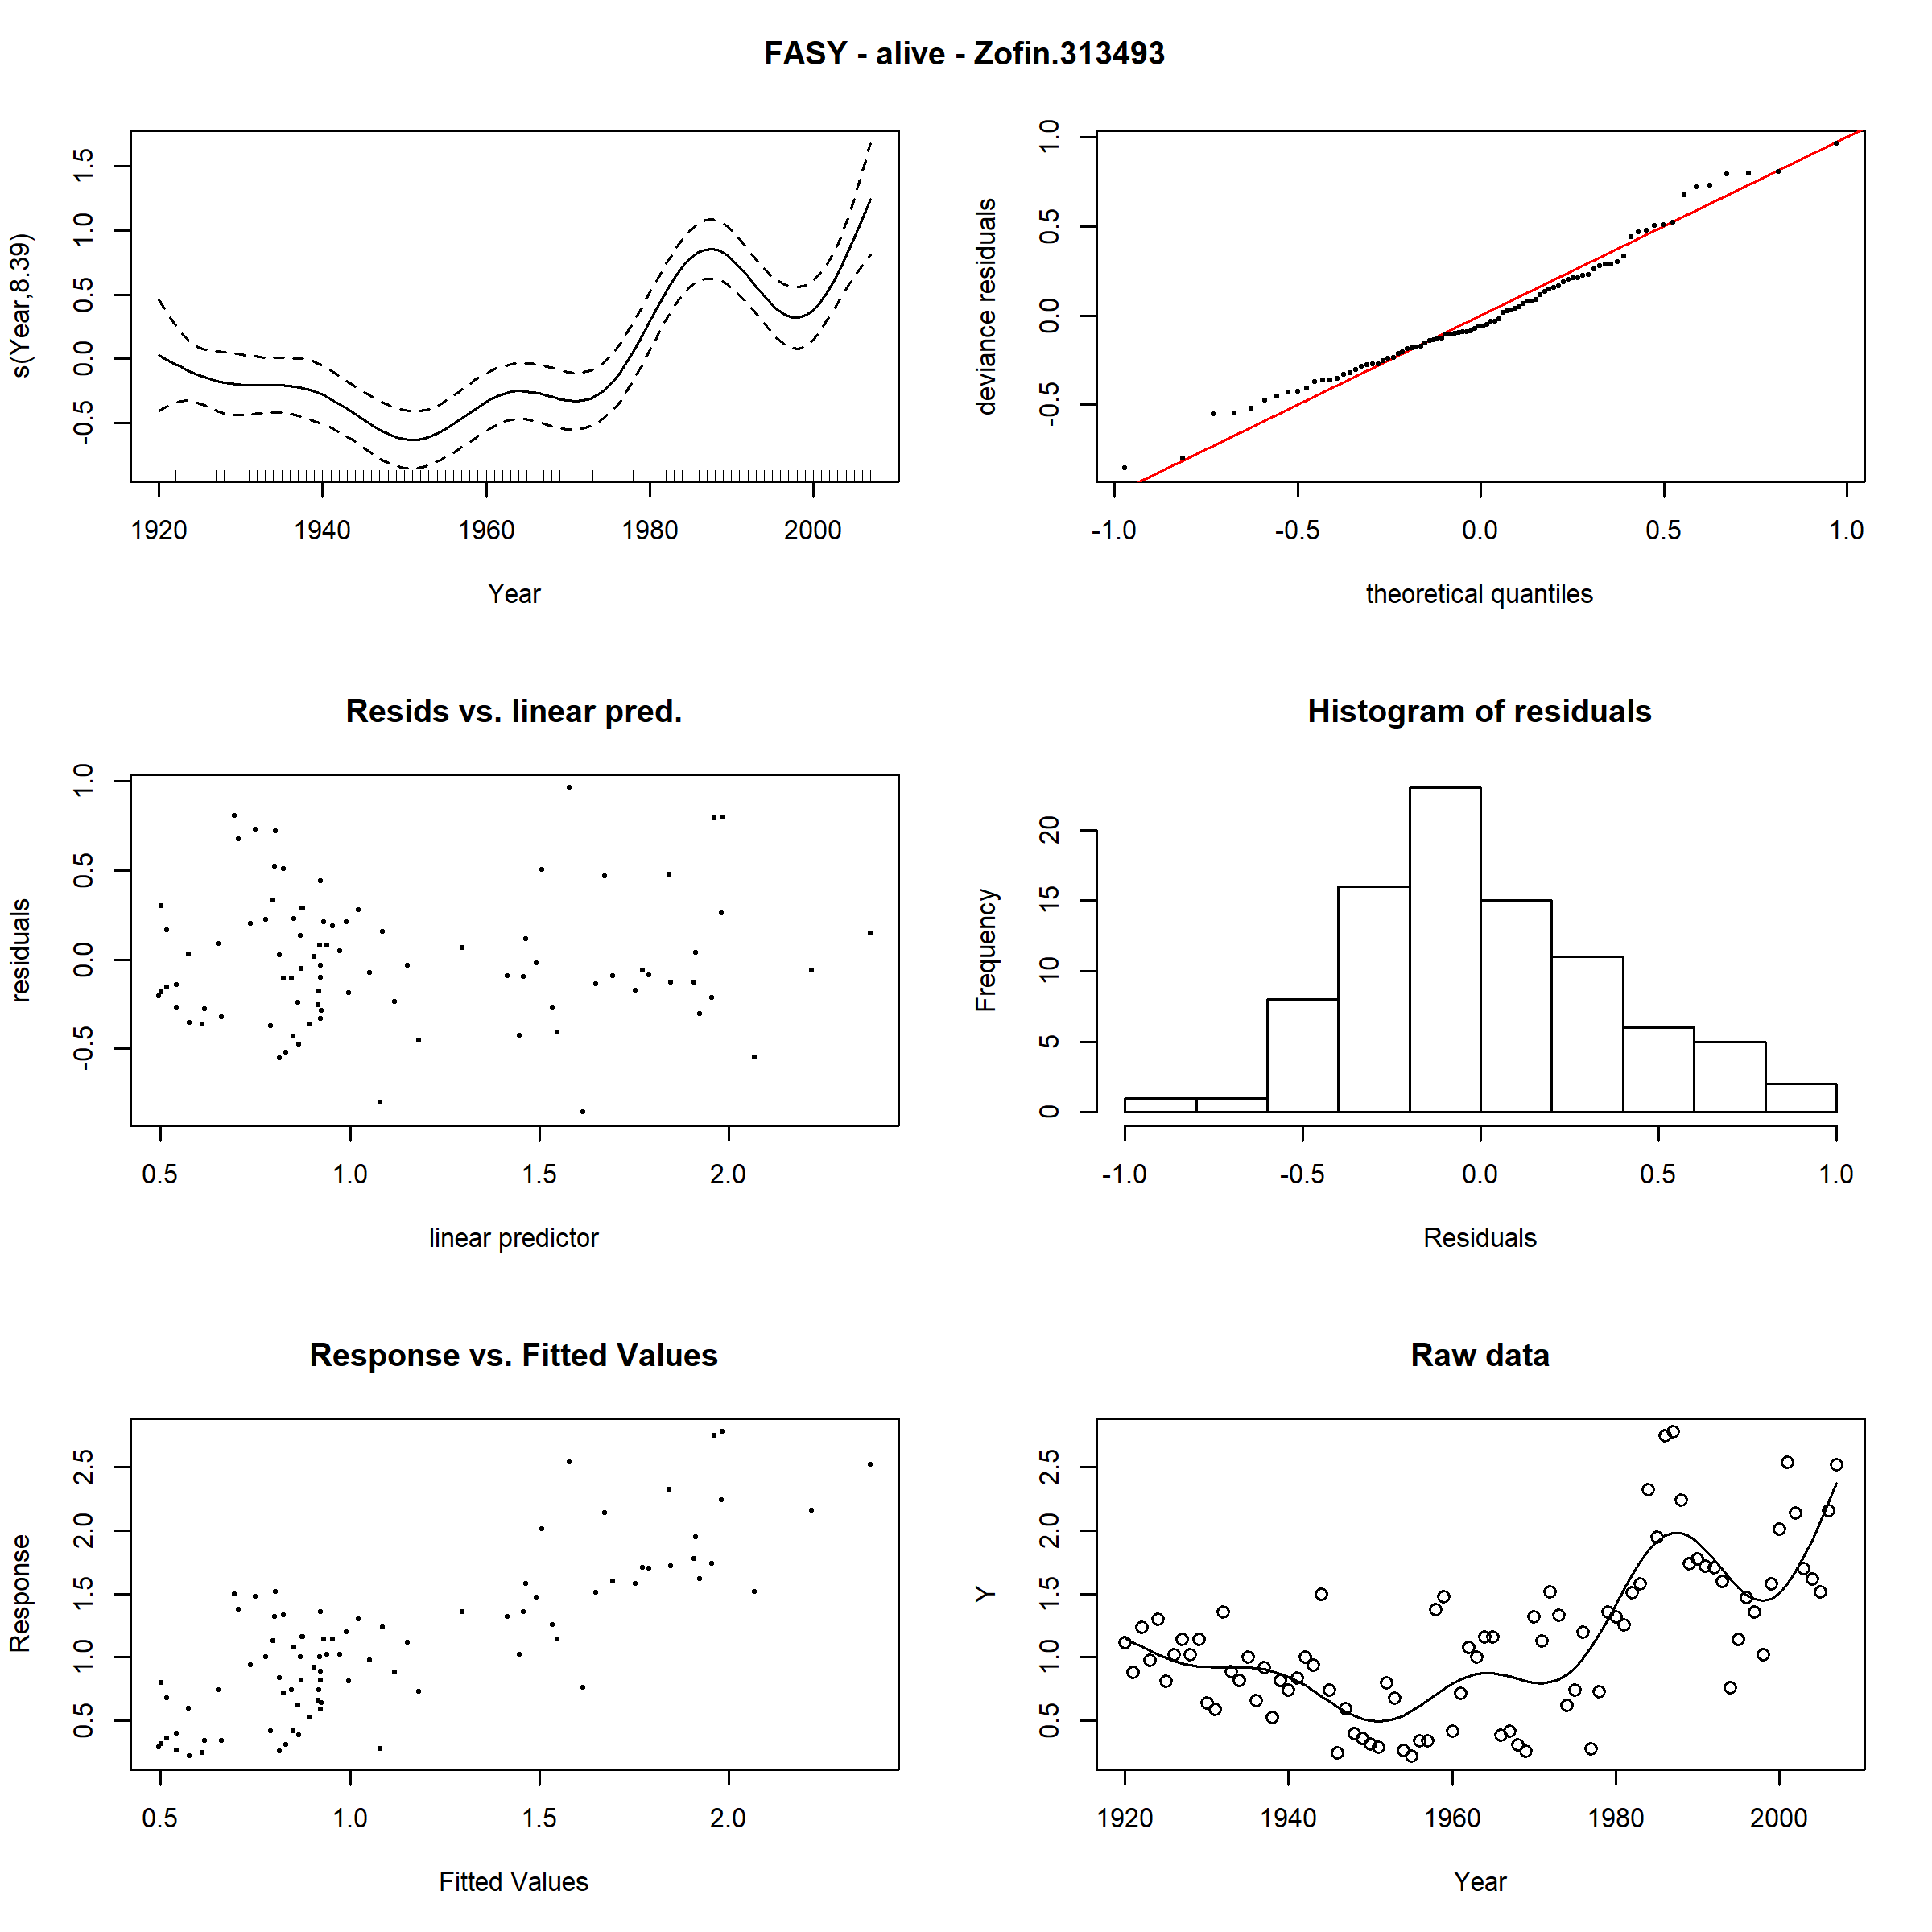 FASY - alive - Zofin.313493
s(Year,8.39)
-0.5 0.0 0.5 1.0 1.5
1920 1940 1960 1980 2000
Year
deviance residuals
-0.5 0.0 0.5 1.0
-1.0 -0.5 0.0 0.5 1.0
theoretical quantiles
Resids vs. linear pred.
residuals
-0.5 0.0 0.5 1.0
0.5 1.0 1.5 2.0
linear predictor
Histogram of residuals
Frequency
0 5 10 15 20
-1.0 -0.5 0.0 0.5 1.0
Residuals
Response vs. Fitted Values
Response
0.5 1.0 1.5 2.0 2.5
0.5 1.0 1.5 2.0
Fitted Values
Raw data
Y
0.5 1.0 1.5 2.0 2.5
1920 1940 1960 1980 2000
Year